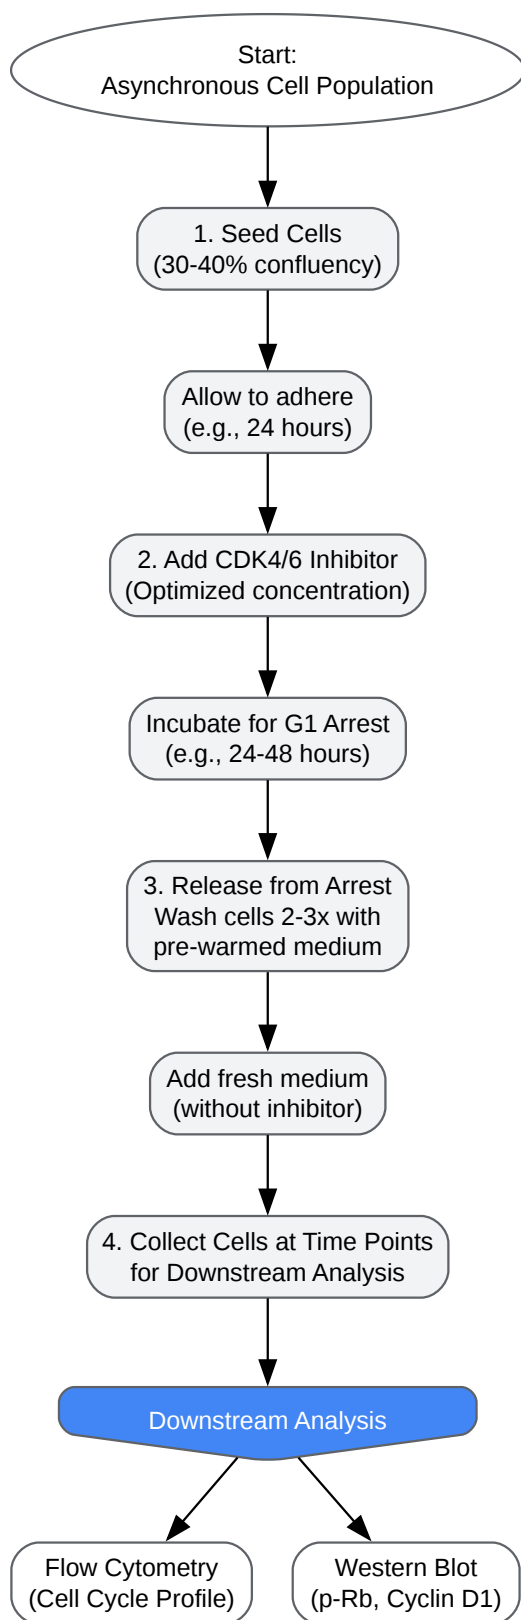 Start:
Asynchronous Cell Population
1. Seed Cells
(30-40% confluency)
Allow to adhere
(e.g., 24 hours)
2. Add CDK4/6 Inhibitor
(Optimized concentration)
Incubate for G1 Arrest
(e.g., 24-48 hours)
3. Release from Arrest
Wash cells 2-3x with
pre-warmed medium
Add fresh medium
(without inhibitor)
4. Collect Cells at Time Points
for Downstream Analysis
Downstream Analysis
Flow Cytometry
(Cell Cycle Profile)
Western Blot
(p-Rb, Cyclin D1)